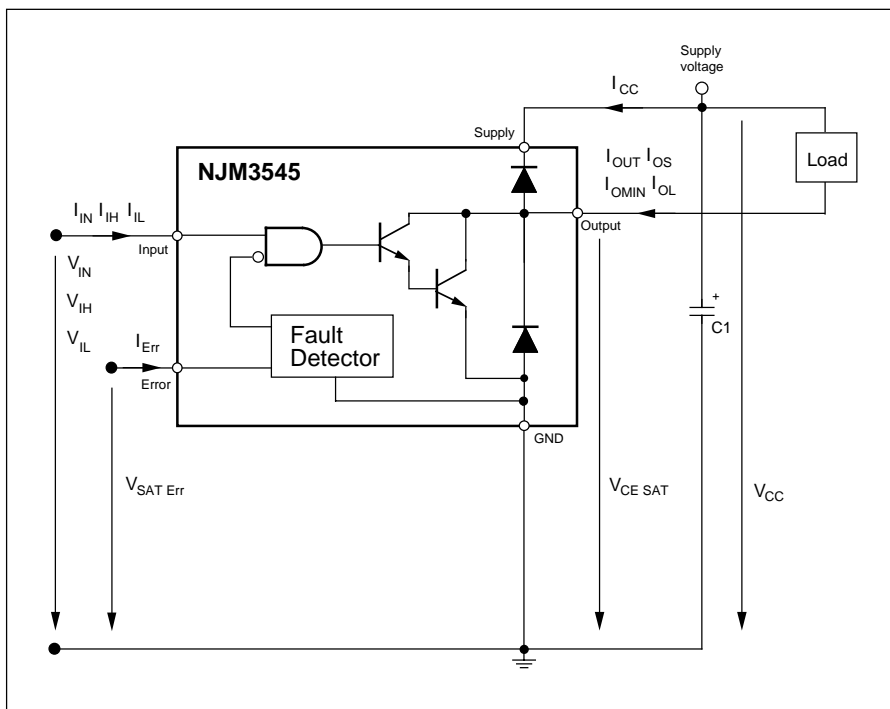 Supply
voltage
I_CC
Supply
NJM3545
I_OUT I_OS
I_OMIN I_OL
Load
I_IN I_IH I_IL
Input
Output
V_IN
V_IH
V_IL
+
C1
Fault
Detector
I_Err
Error
GND
V_SAT Err
V_CE SAT
V_CC